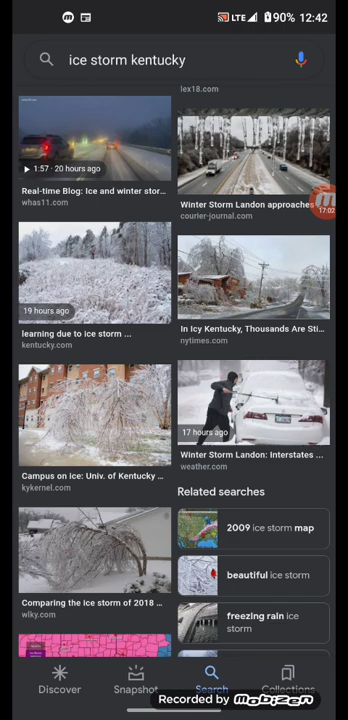 LTE 90% 12:42
ice storm kentucky
lex18.com
1:57 · 20 hours ago
Real-time Blog: Ice and winter stor...
whas11.com
Winter Storm Landon approaches
courier-journal.com
17:02
19 hours ago
learning due to ice storm ...
kentucky.com
In Icy Kentucky, Thousands Are Sti...
nytimes.com
Campus on ice: Univ. of Kentucky ...
kykernel.com
17 hours ago
Winter Storm Landon: Interstates ...
weather.com
Related searches
2009 ice storm map
beautiful ice storm
freezing rain ice
storm
Comparing the ice storm of 2018 ...
wlky.com
Discover
Snapshot
Search
Collections
Recorded by MOBIZEN